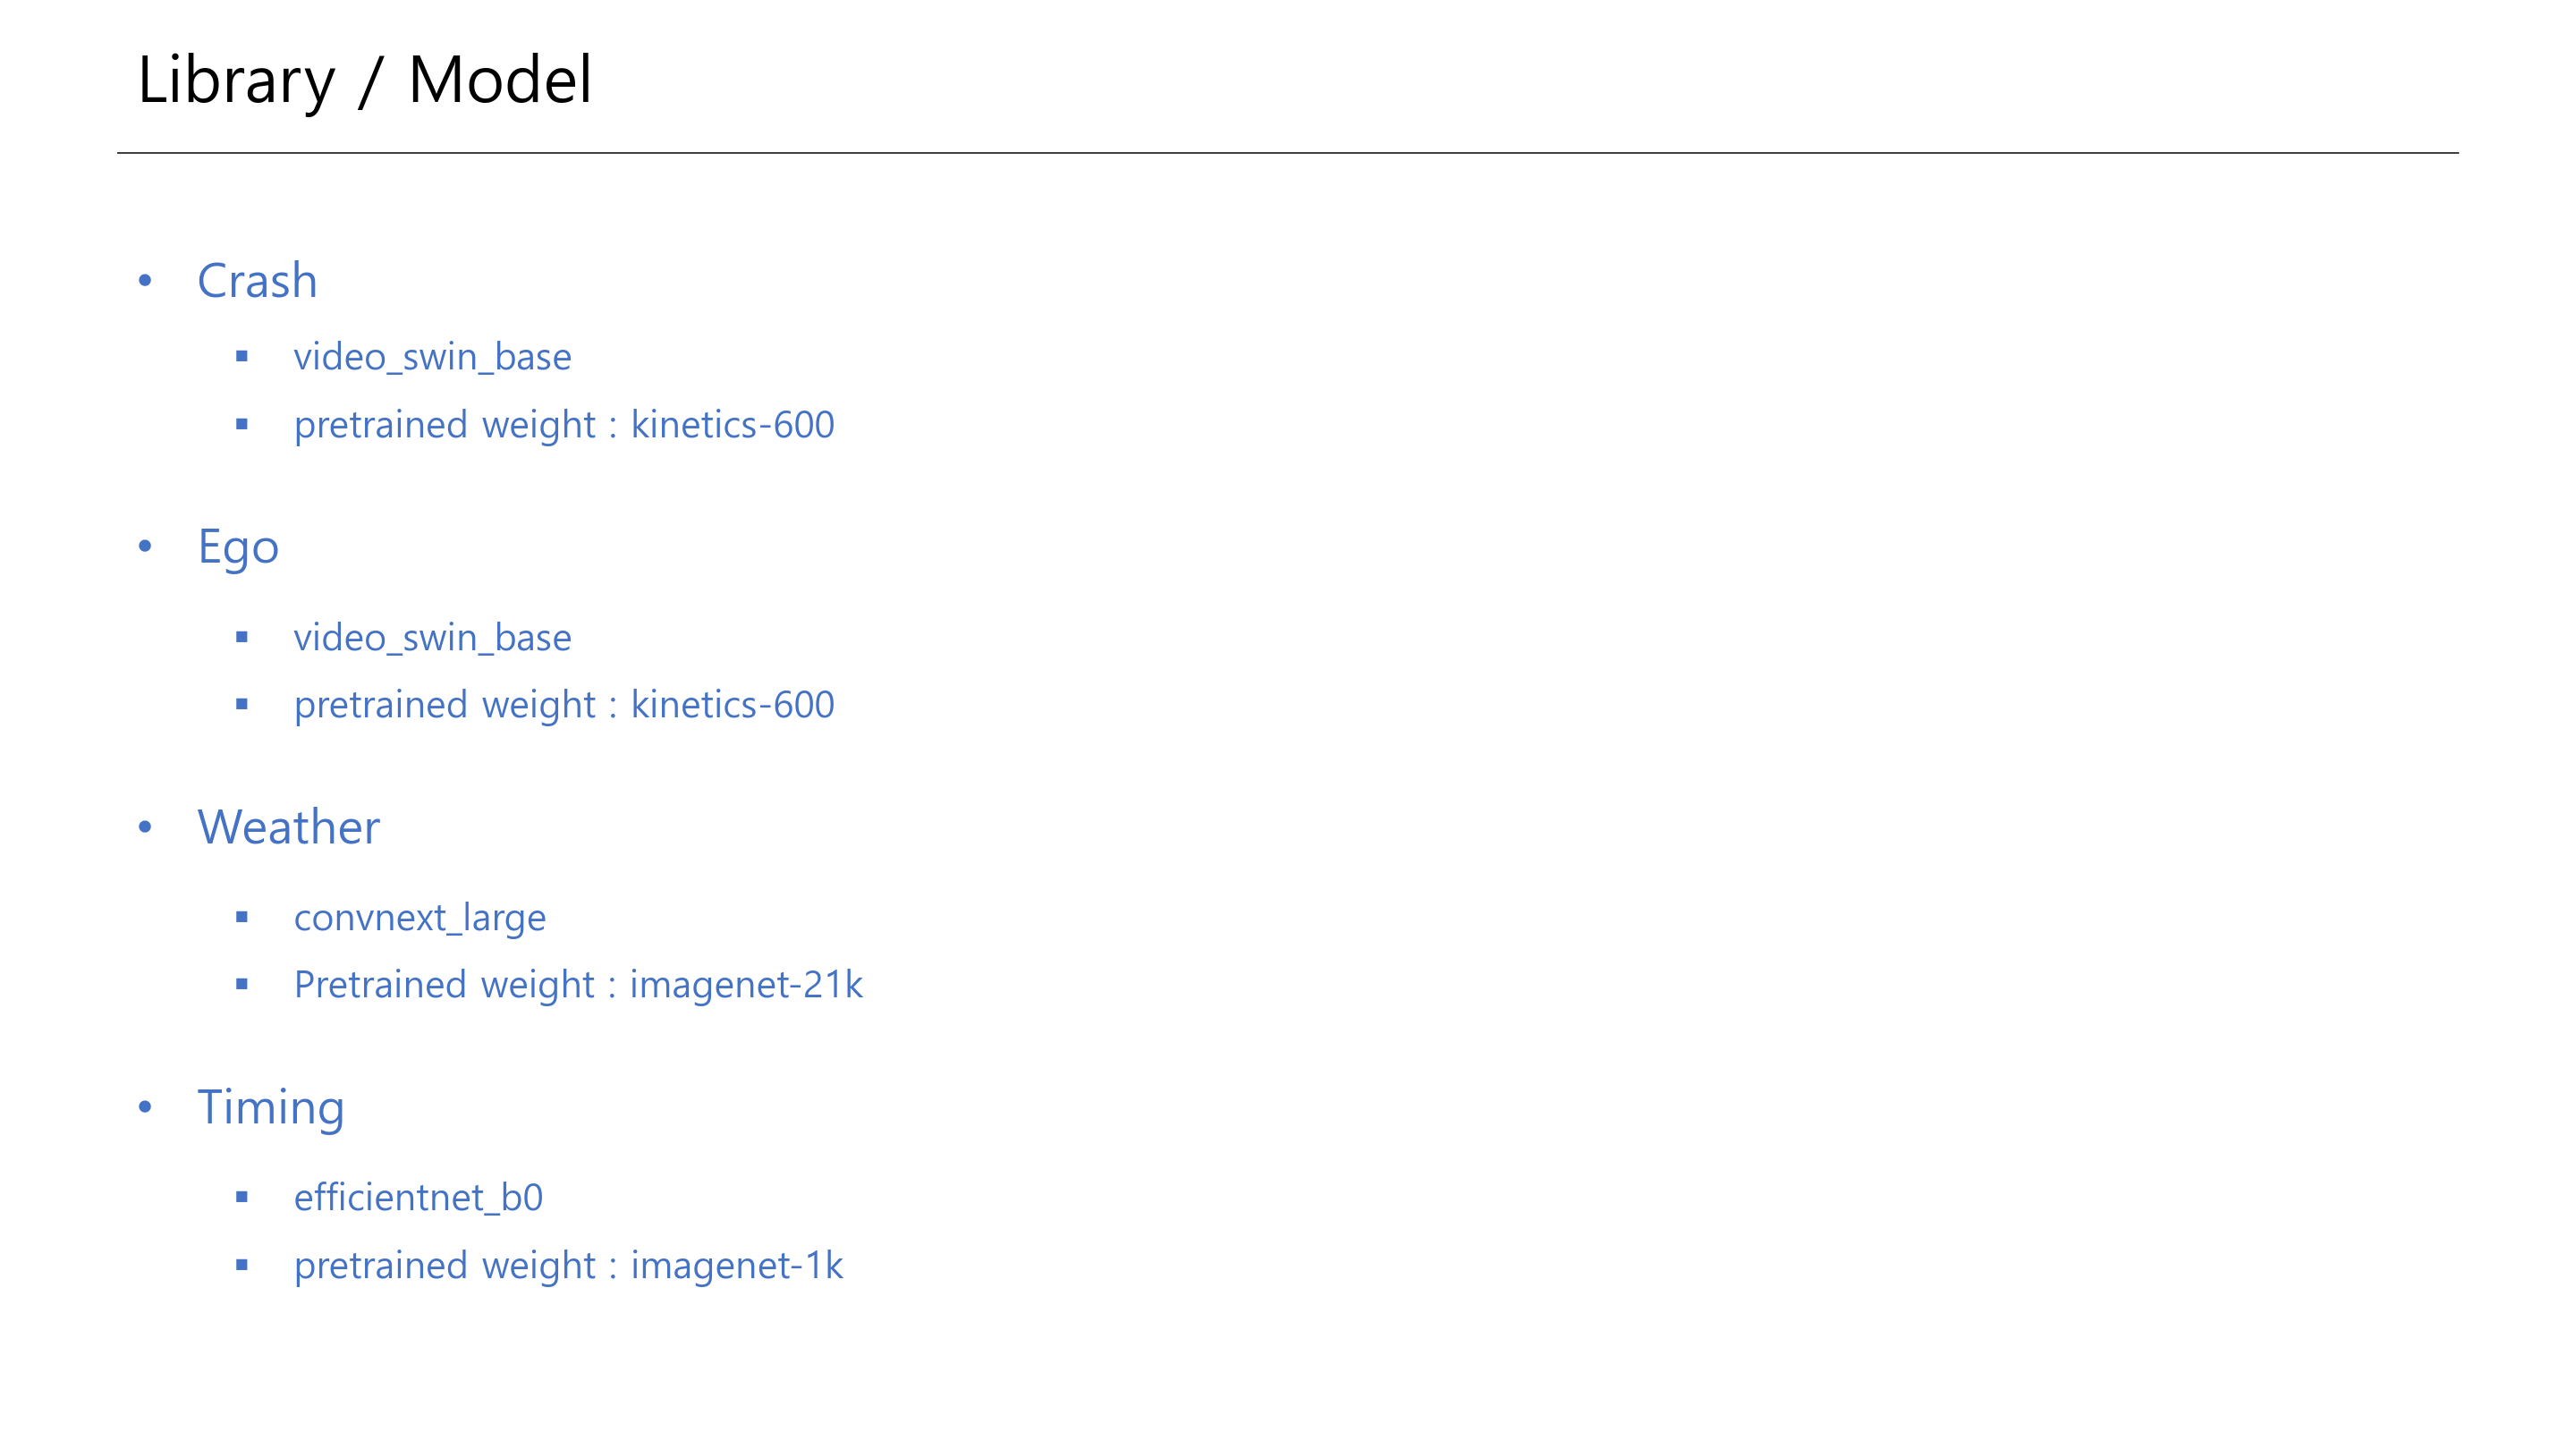 Library / Model
• Crash
▪ video_swin_base
▪ pretrained weight : kinetics-600
• Ego
▪ video_swin_base
▪ pretrained weight : kinetics-600
• Weather
▪ convnext_large
▪ Pretrained weight : imagenet-21k
• Timing
▪ efficientnet_b0
▪ pretrained weight : imagenet-1k